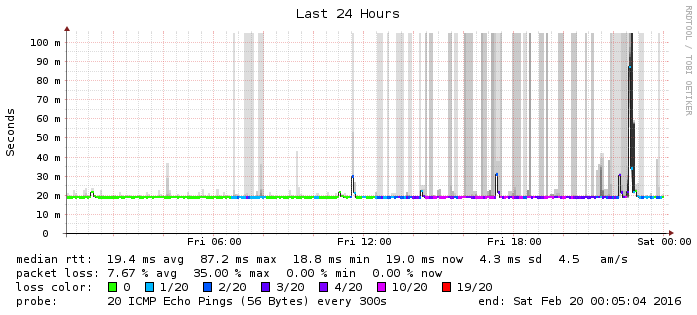 Last 24 Hours
RRDTOOL / TOBI OETIKER
Seconds
100 m
90 m
80 m
70 m
60 m
50 m
40 m
30 m
20 m
10 m
0
Fri 06:00 Fri 12:00 Fri 18:00 Sat 00:00
median rtt: 19.4 ms avg 87.2 ms max 18.8 ms min 19.0 ms now 4.3 ms sd 4.5 am/s
packet loss: 7.67 % avg 35.00 % max 0.00 % min 0.00 % now
loss color: 0 1/20 2/20 3/20 4/20 10/20 19/20
probe: 20 ICMP Echo Pings (56 Bytes) every 300s end: Sat Feb 20 00:05:04 2016